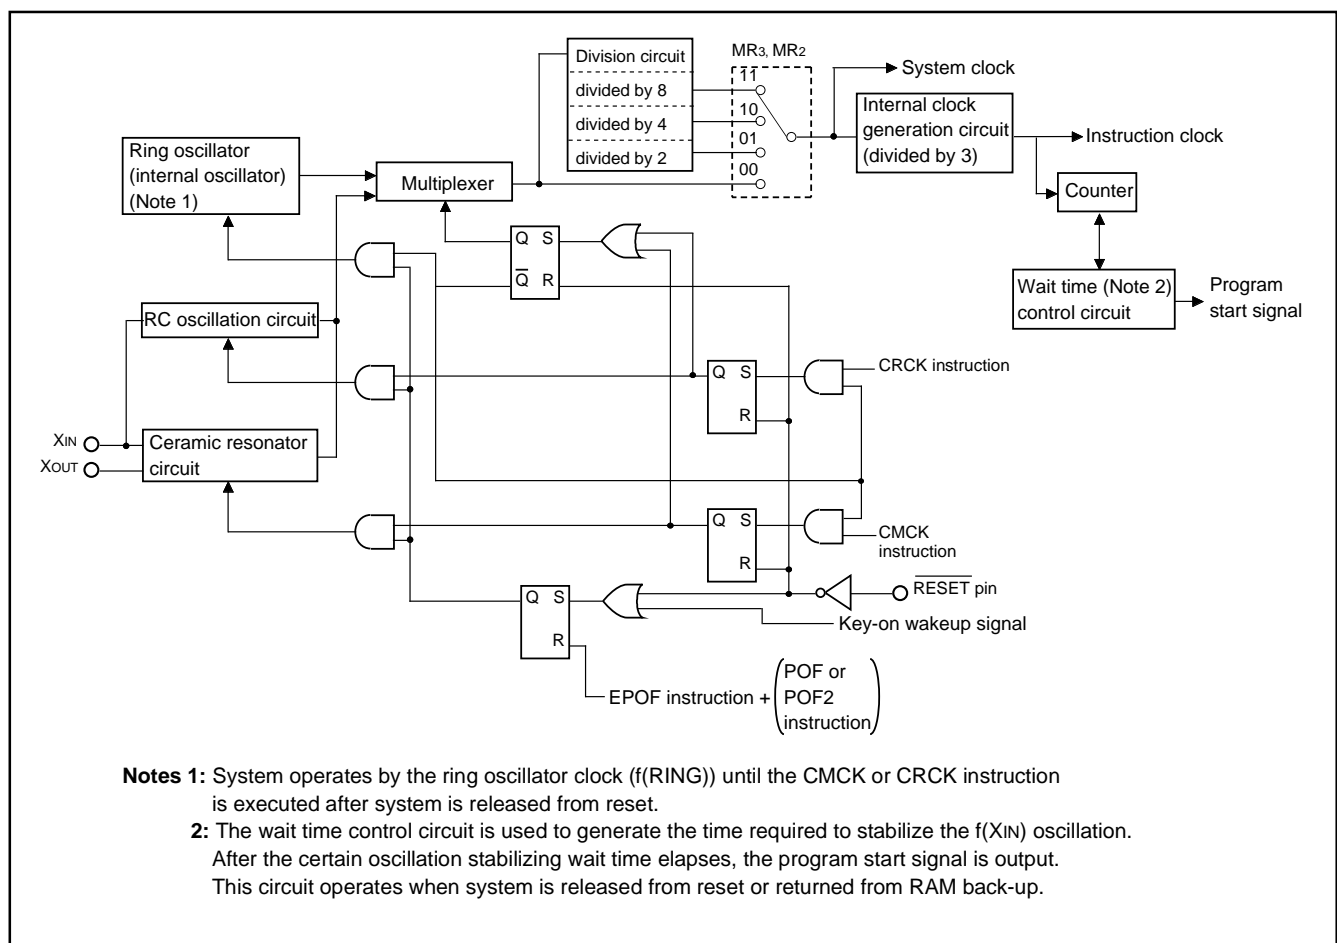 Division circuit
divided by 8
divided by 4
divided by 2
MR3, MR2
11
10
01
00
System clock
Internal clock
generation circuit
(divided by 3)
Instruction clock
Counter
Wait time (Note 2)
control circuit
Program
start signal
Ring oscillator
(internal oscillator)
(Note 1)
Multiplexer
Q S
Q̅ R
RC oscillation circuit
Q S
R
CRCK instruction
XIN
XOUT
Ceramic resonator
circuit
Q S
R
CMCK
instruction
R̅E̅S̅E̅T̅ pin
Q S
R
Key-on wakeup signal
EPOF instruction + (POF or
POF2
instruction)
Notes 1: System operates by the ring oscillator clock (f(RING)) until the CMCK or CRCK instruction
is executed after system is released from reset.
2: The wait time control circuit is used to generate the time required to stabilize the f(XIN) oscillation.
After the certain oscillation stabilizing wait time elapses, the program start signal is output.
This circuit operates when system is released from reset or returned from RAM back-up.